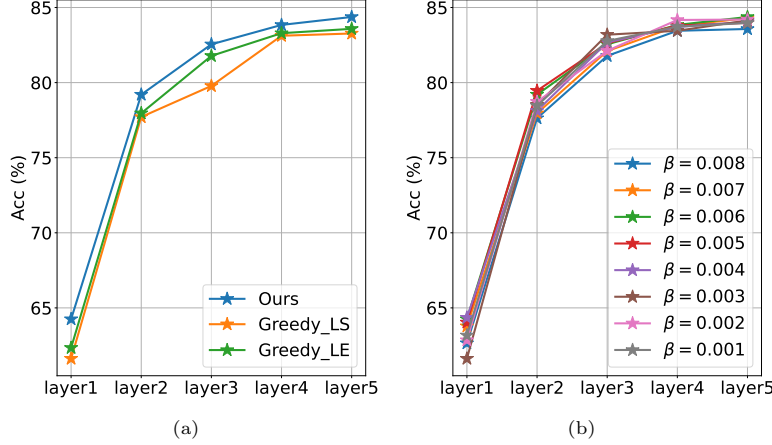 85
80
75
70
65
Acc (%)
layer1 layer2 layer3 layer4 layer5
Ours
Greedy_LS
Greedy_LE
(a)
85
80
75
70
65
Acc (%)
layer1 layer2 layer3 layer4 layer5
β = 0.008
β = 0.007
β = 0.006
β = 0.005
β = 0.004
β = 0.003
β = 0.002
β = 0.001
(b)